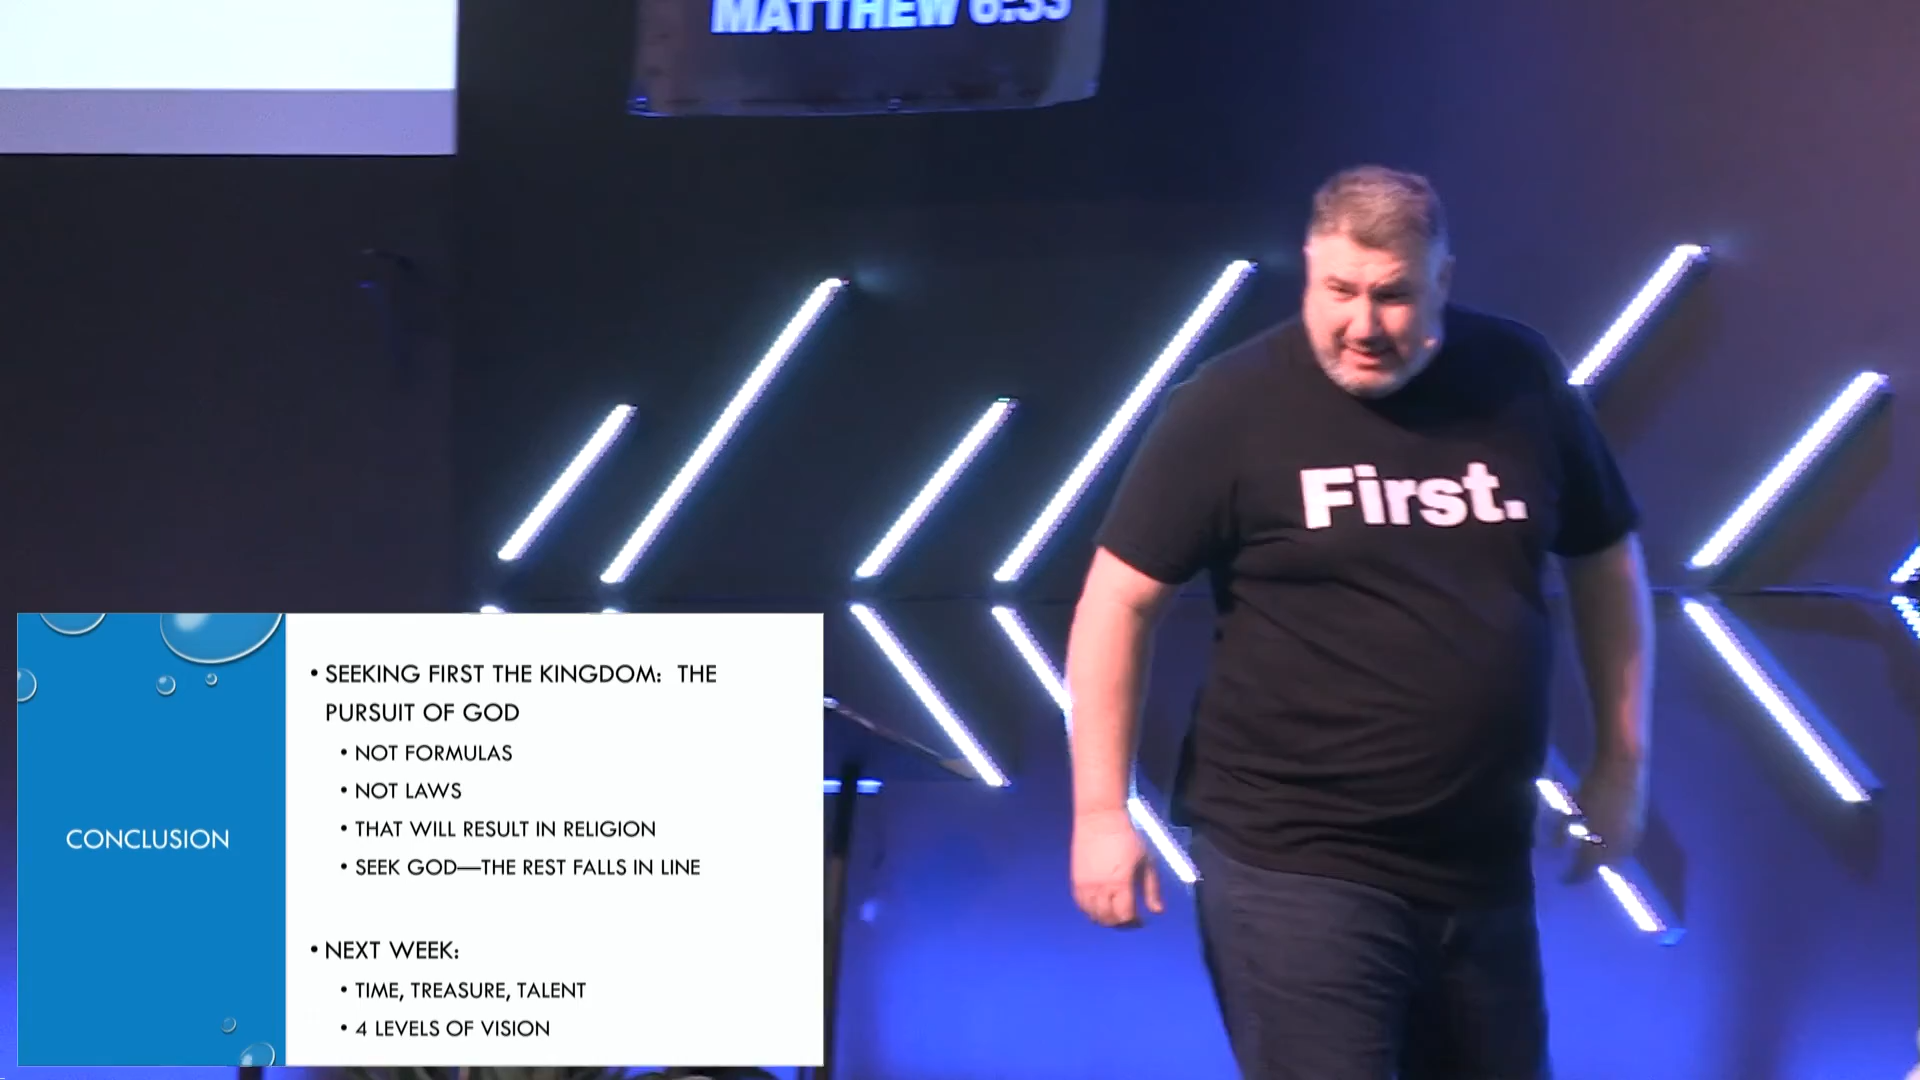 MATTHEW 6:33
First.
CONCLUSION
• SEEKING FIRST THE KINGDOM: THE
PURSUIT OF GOD
• NOT FORMULAS
• NOT LAWS
• THAT WILL RESULT IN RELIGION
• SEEK GOD—THE REST FALLS IN LINE
• NEXT WEEK:
• TIME, TREASURE, TALENT
• 4 LEVELS OF VISION